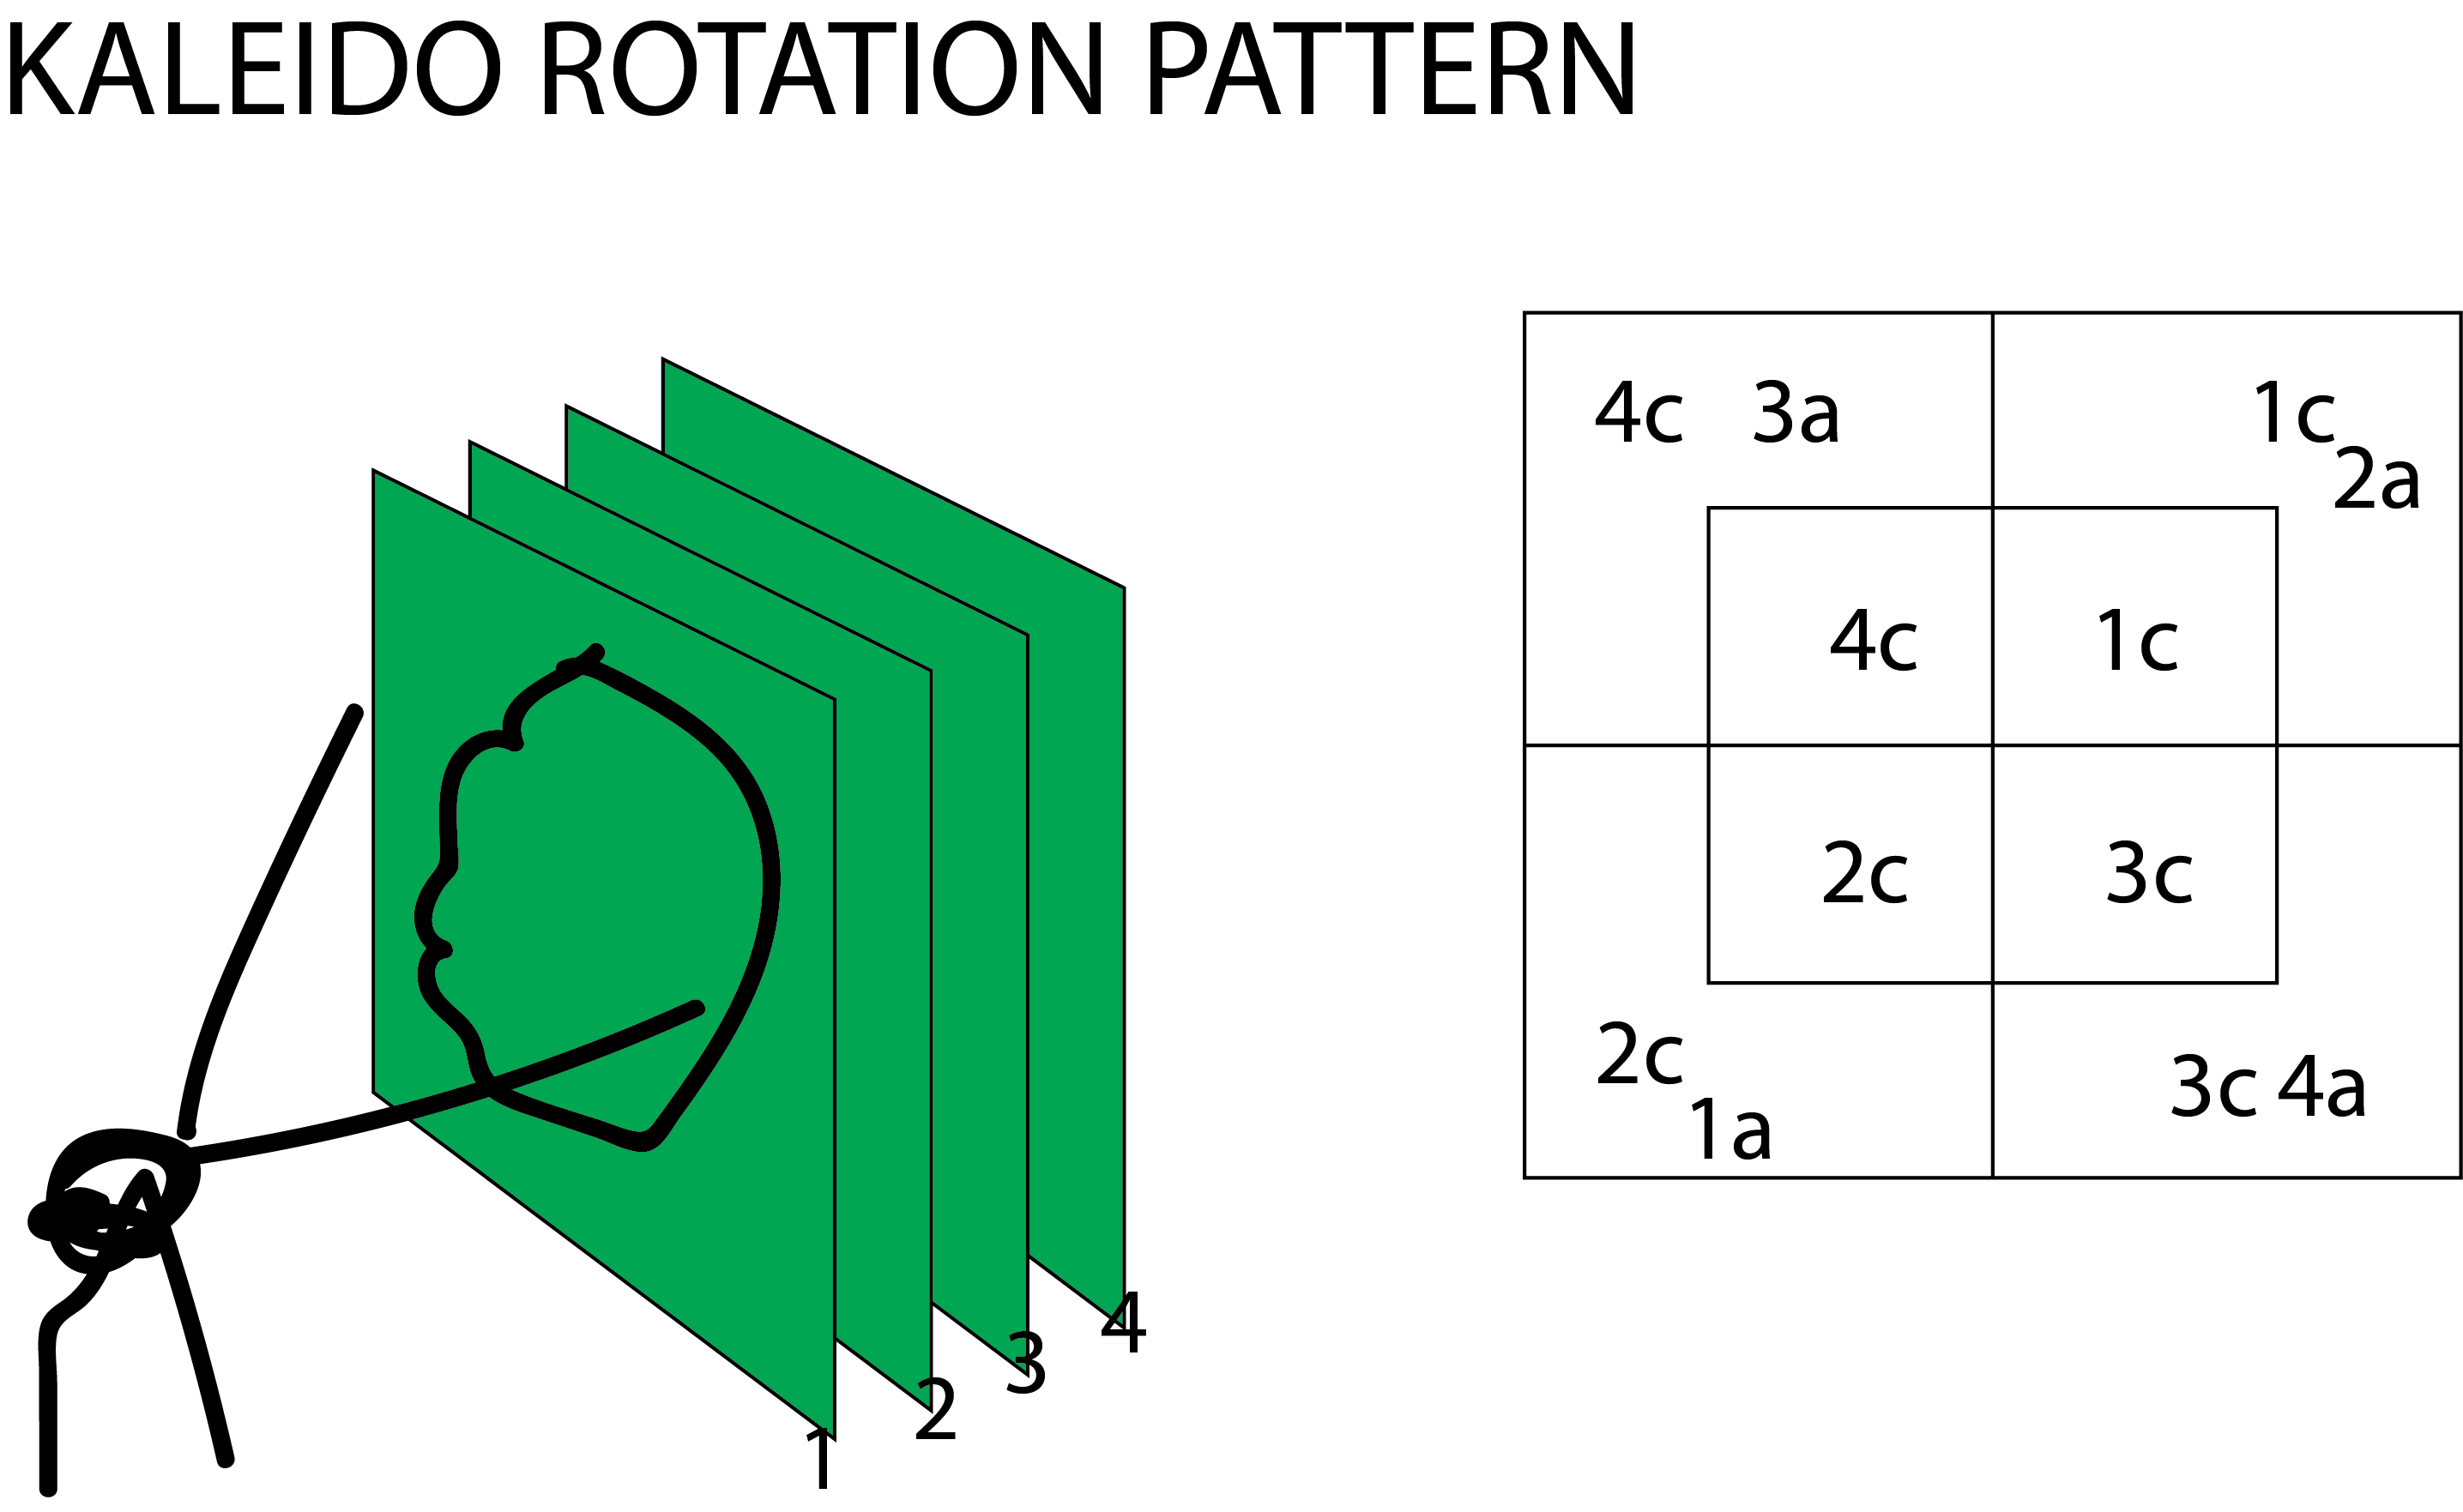 KALEIDO ROTATION PATTERN
4c 3a
1c
2a
4c 1c
2c 3c
2c
1a
3c 4a
4
3
2
1